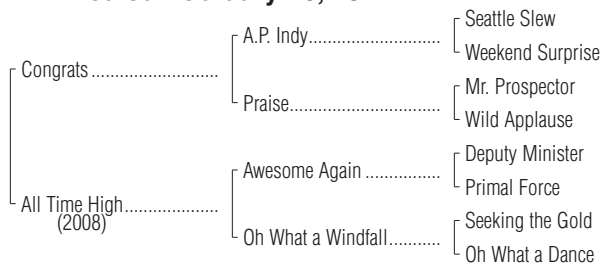 Seattle Slew
A.P. Indy
Weekend Surprise
Congrats
Mr. Prospector
Praise
Wild Applause
Deputy Minister
Awesome Again
Primal Force
All Time High
(2008)
Seeking the Gold
Oh What a Windfall
Oh What a Dance